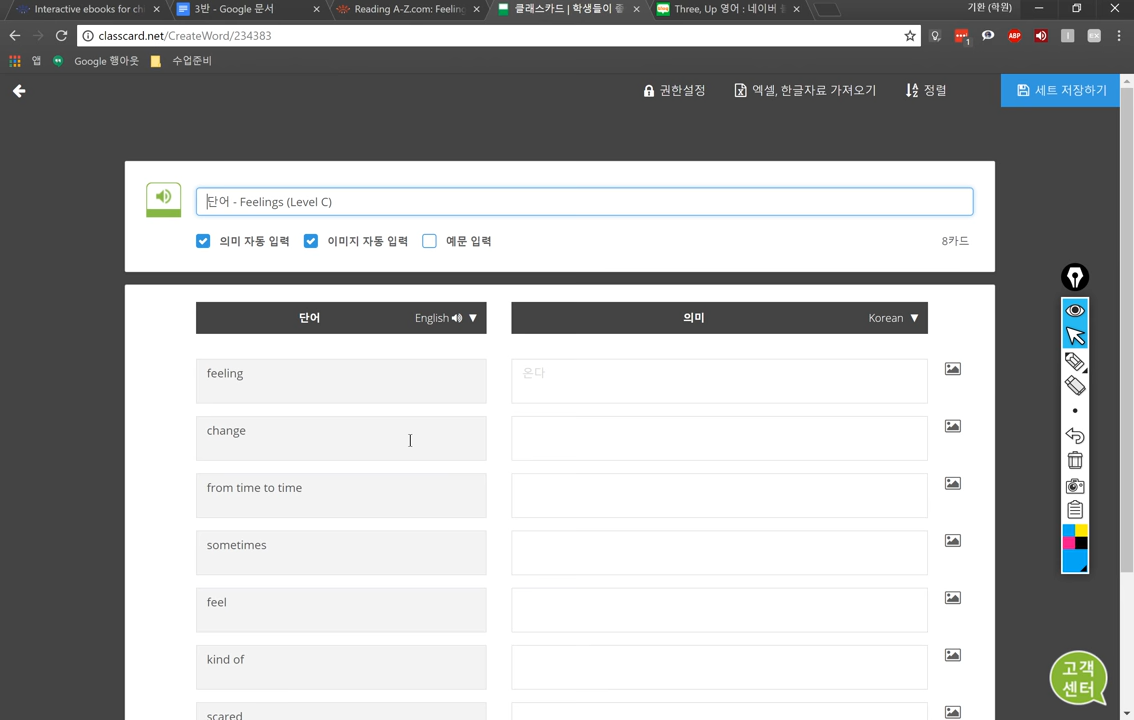 Interactive ebooks for ch
3반 - Google 문서
Reading A-Z.com: Feeling
클래스카드 | 학생들이 좋
Three, Up 영어 : 네이버
기환 (학원)
classcard.net/CreateWord/234383
앱
Google 행아웃
수업준비
권한설정
엑셀, 한글자료 가져오기
정렬
세트 저장하기
단어 - Feelings (Level C)
의미 자동 입력
이미지 자동 입력
예문 입력
8카드
단어
English
의미
Korean
feeling
온다
change
from time to time
sometimes
feel
kind of
scared
고객
센터